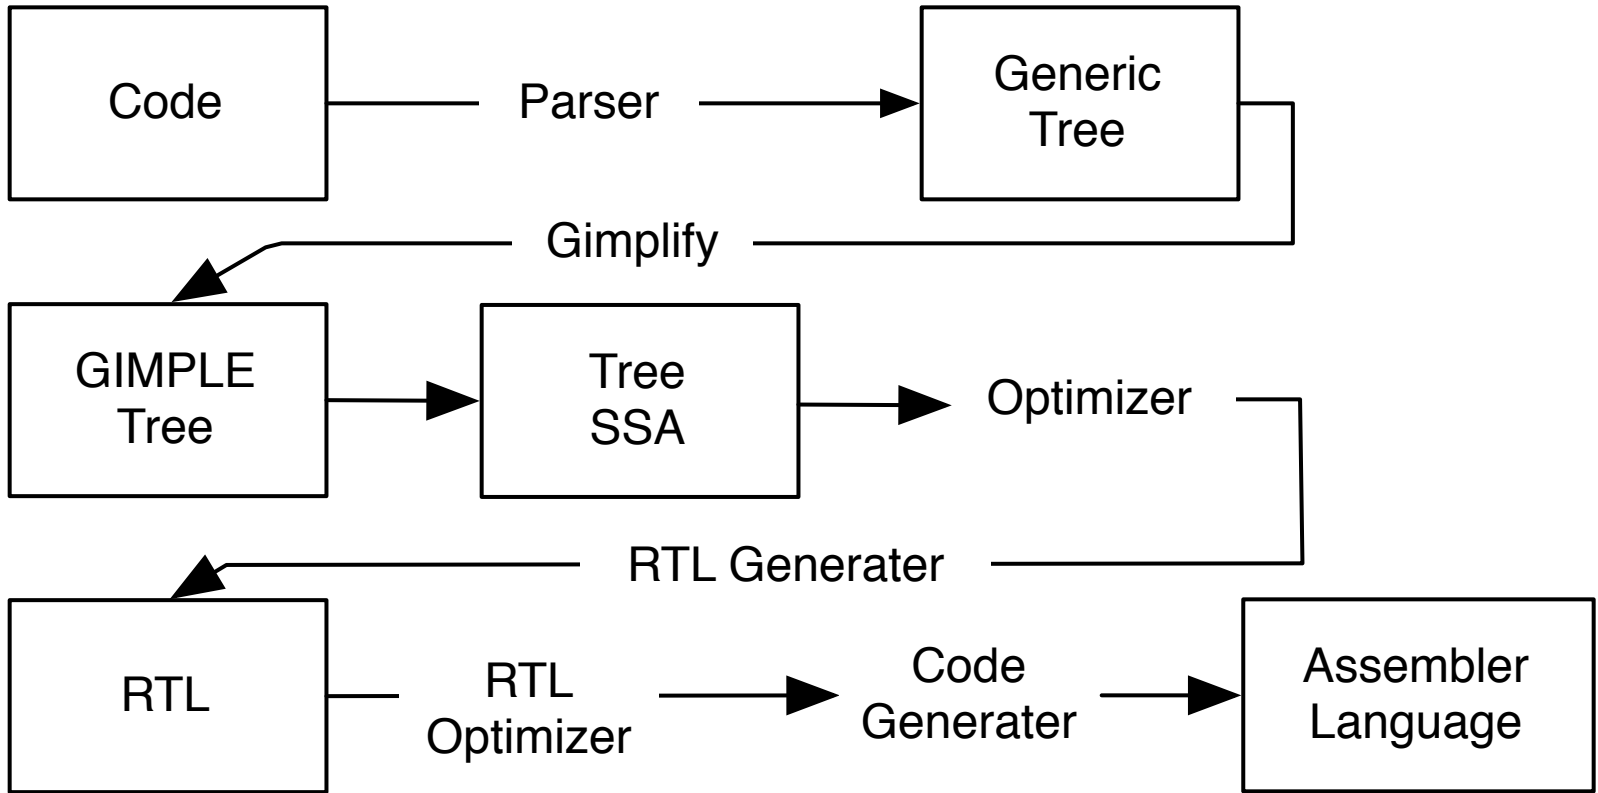 Code
Parser
Generic
Tree
Gimplify
GIMPLE
Tree
Tree
SSA
Optimizer
RTL Generater
RTL
RTL
Optimizer
Code
Generater
Assembler
Language